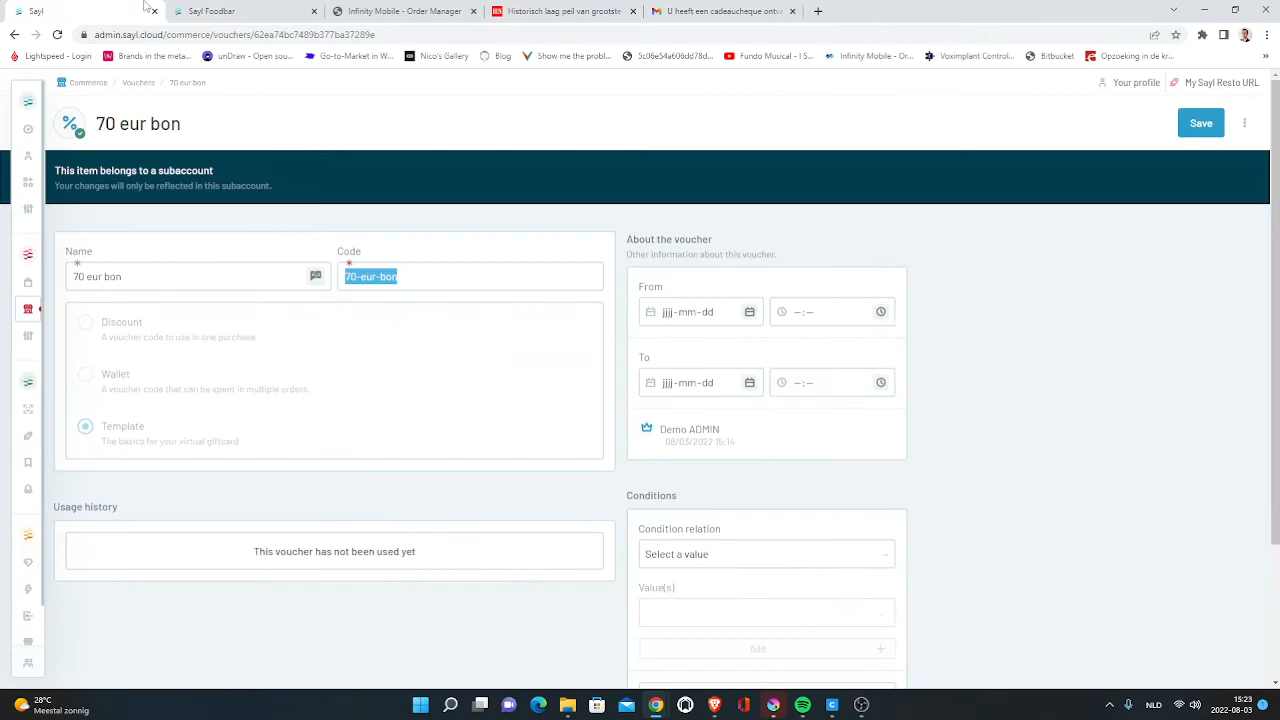 Sayl
Sayl Foodbar
Infinity Mobile - Order Manager
Historisch laag peil van grootste
U heeft een cadeaucheque ontv
admin.sayl.cloud/commerce/vouchers/62ea74bc7489b377ba37289e
Lightspeed - Login
Brands in the meta...
unDraw - Open sou...
Go-to-Market in W...
Nico's Gallery
Blog
Show me the probl...
5c06e54d606dd78...
Fundo Musical - I S...
Infinity Mobile - Or...
Voximplant Control...
Bitbucket
Opzoeking in de kr...
Commerce / Vouchers / 70 eur bon
Your profile
My Sayl Resto URL
70 eur bon
Save
This item belongs to a subaccount
Your changes will only be reflected in this subaccount.
Name
*
70 eur bon
Code
*
70-eur-bon
Discount
A voucher code to use in one purchase
Wallet
A voucher code that can be spent in multiple orders.
Template
The basics for your virtual giftcard
Usage history
This voucher has not been used yet
About the voucher
Other information about this voucher.
From
jjjj-mm-dd
--:--
To
jjjj-mm-dd
--:--
Demo ADMIN
08/03/2022 15:14
Conditions
Condition relation
Select a value
Value(s)
Add +
28°C
Meestal zonnig
NLD
15:23
2022-08-03